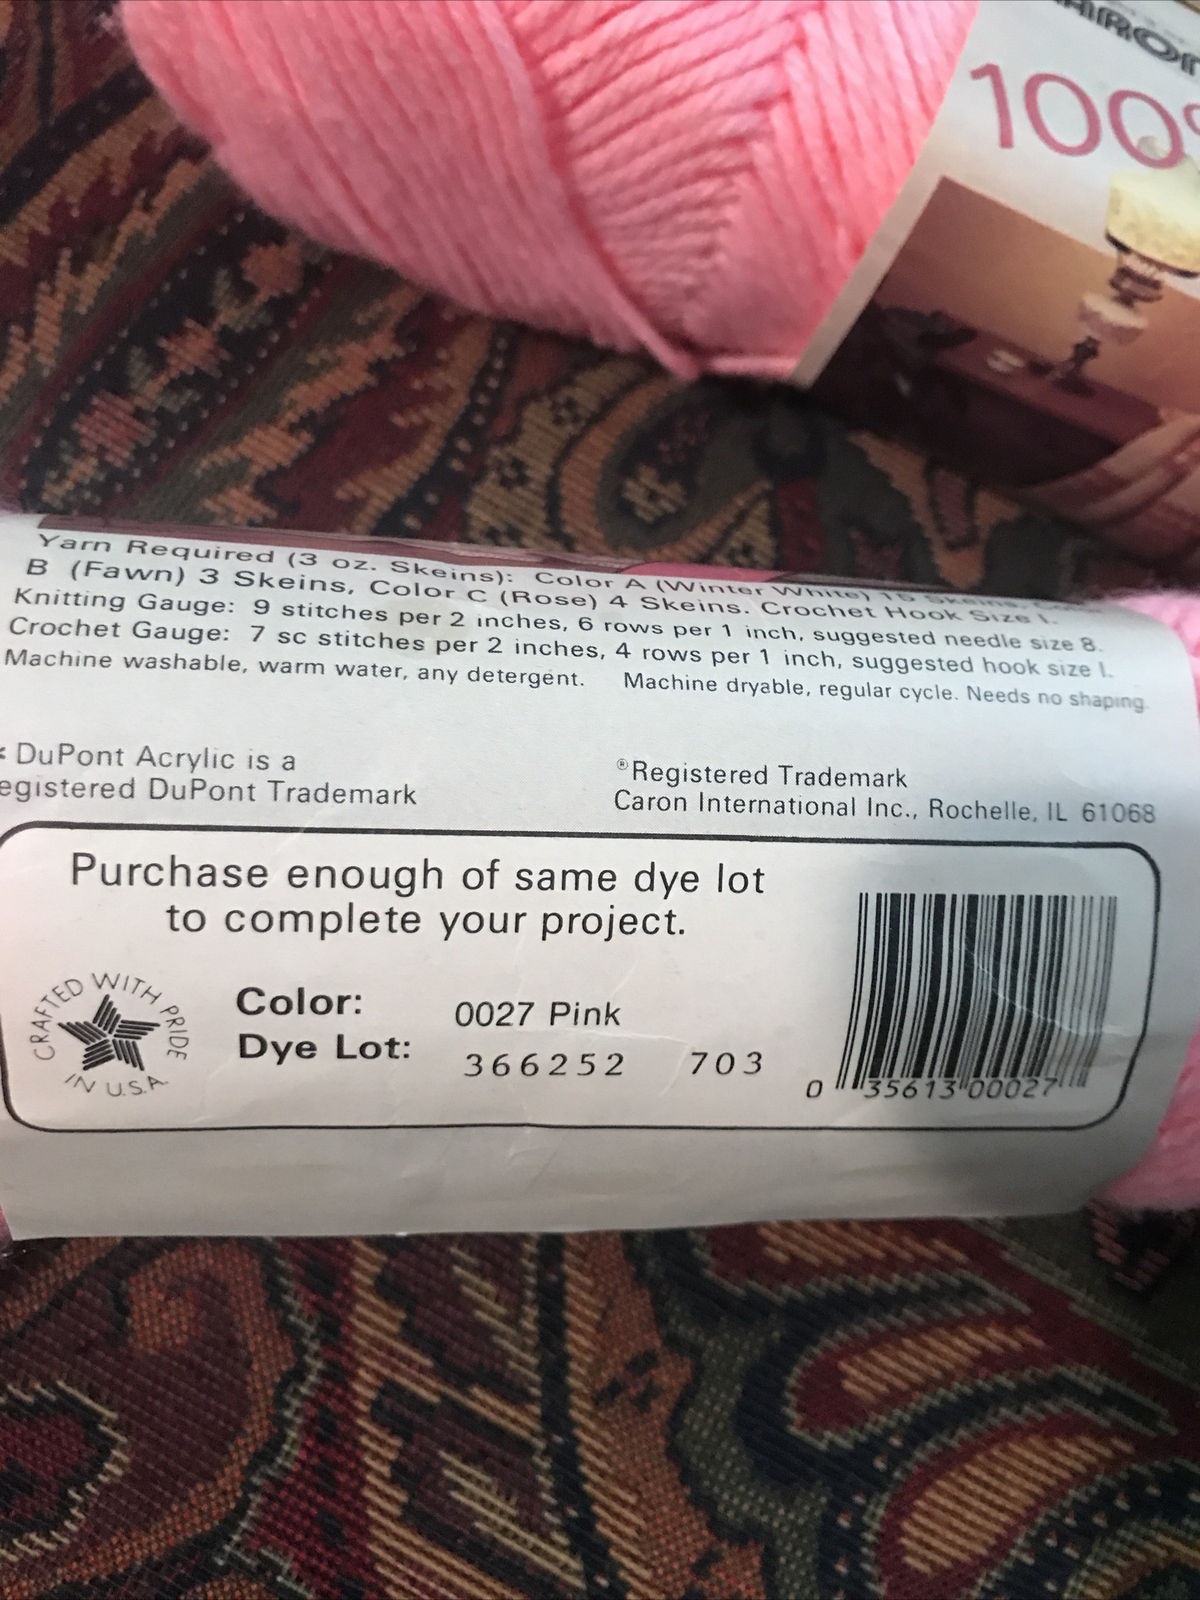 100
Yarn Required (3 oz. Skeins): Color A (Winter White) 15 Skeins,
B (Fawn) 3 Skeins, Color C (Rose) 4 Skeins. Crochet Hook Size I.
Knitting Gauge: 9 stitches per 2 inches, 6 rows per 1 inch, suggested needle size 8.
Crochet Gauge: 7 sc stitches per 2 inches, 4 rows per 1 inch, suggested hook size I.
Machine washable, warm water, any detergent. Machine dryable, regular cycle. Needs no shaping.
DuPont Acrylic is a
egistered DuPont Trademark
®Registered Trademark
Caron International Inc., Rochelle, IL 61068
Purchase enough of same dye lot
to complete your project.
CRAFTED WITH PRIDE
IN U.S.A.
Color: 0027 Pink
Dye Lot: 366252 703
0 35613 00027